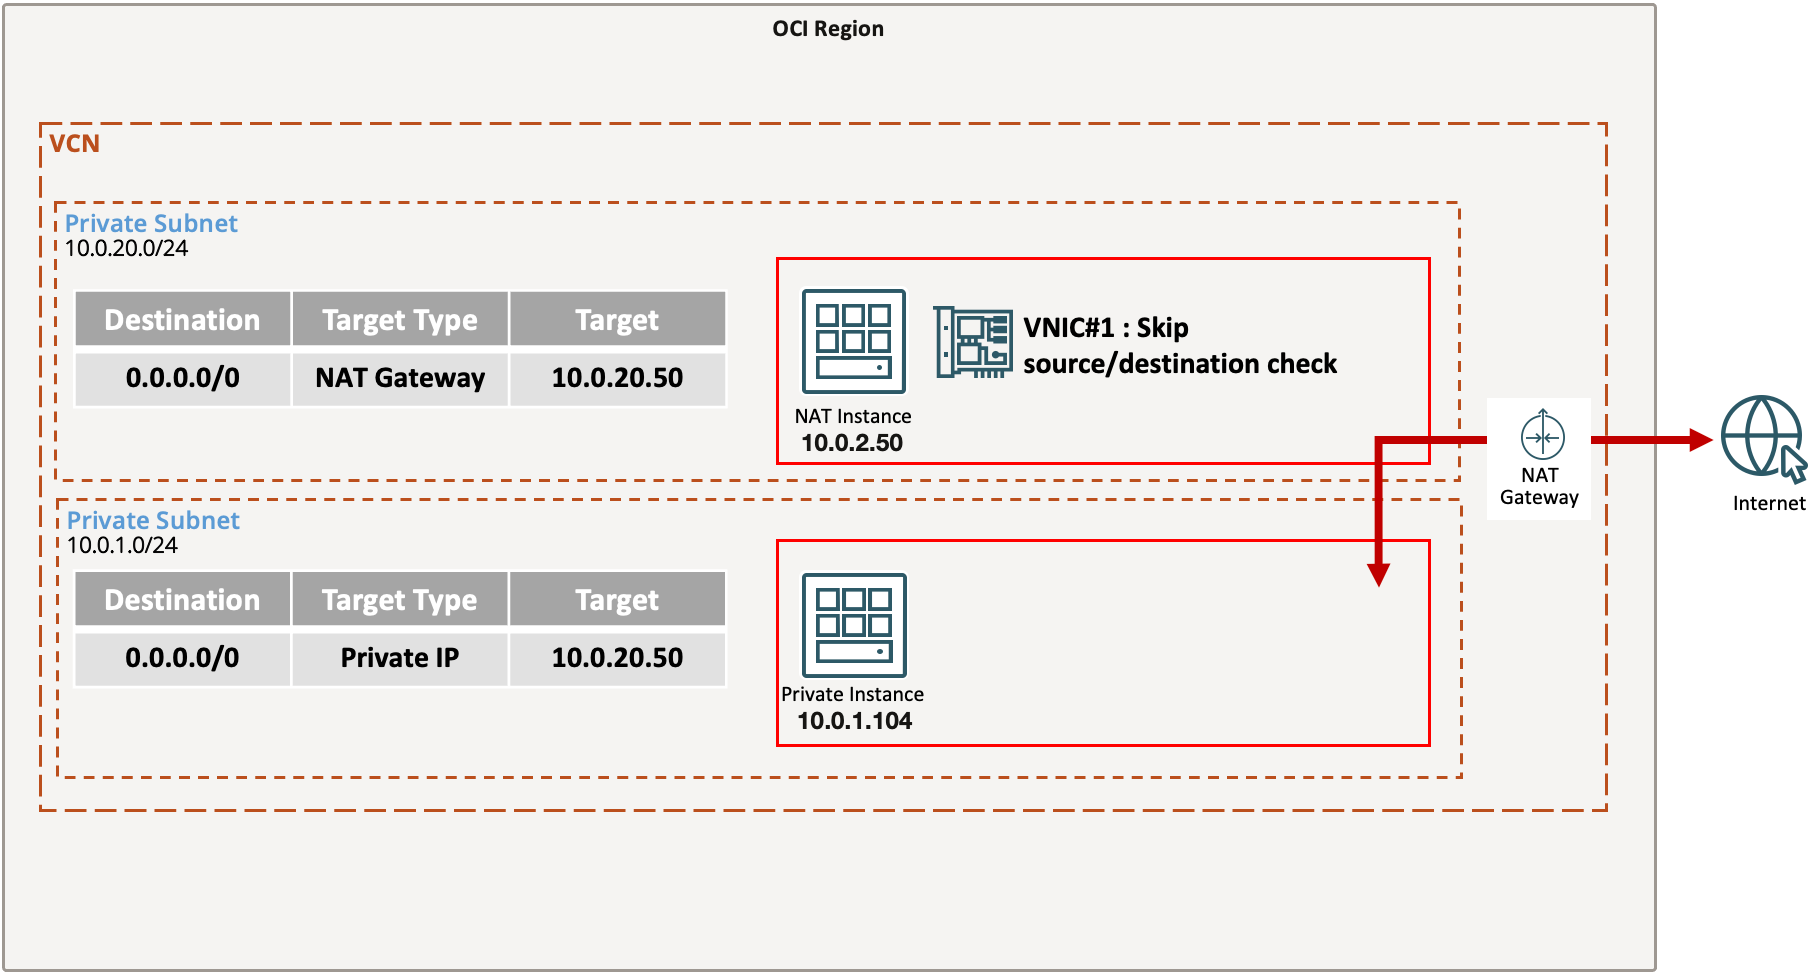 OCI Region
VCN
Private Subnet
10.0.20.0/24
Destination Target Type Target
0.0.0.0/0 NAT Gateway 10.0.20.50
VNIC#1 : Skip
source/destination check
NAT Instance
10.0.2.50
NAT
Gateway
Internet
Private Subnet
10.0.1.0/24
Destination Target Type Target
0.0.0.0/0 Private IP 10.0.20.50
Private Instance
10.0.1.104